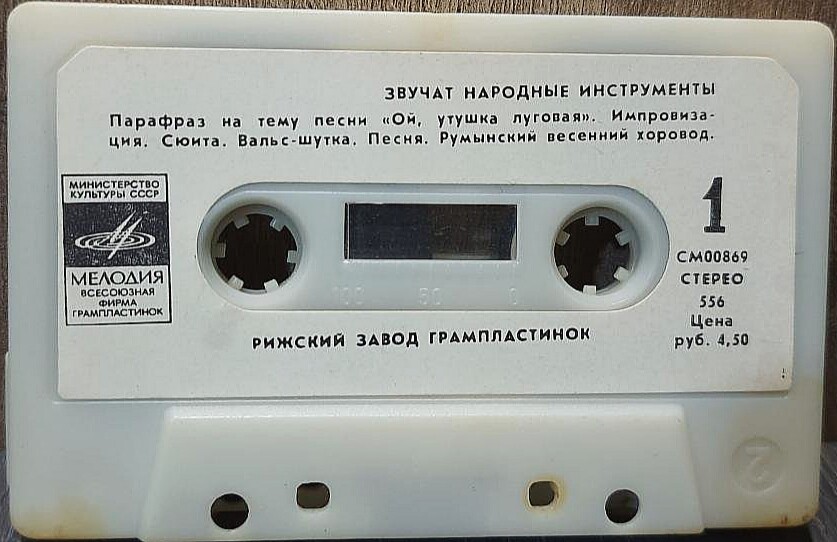 ЗВУЧАТ НАРОДНЫЕ ИНСТРУМЕНТЫ
Парафраз на тему песни «Ой, утушка луговая». Импровиза-
ция. Сюита. Вальс-шутка. Песня. Румынский весенний хоровод.
МИНИСТЕРСТВО
КУЛЬТУРЫ СССР
МЕЛОДИЯ
ВСЕСОЮЗНАЯ
ФИРМА
ГРАМПЛАСТИНОК
1
СМ00869
СТЕРЕО
556
Цена
руб. 4,50
100 50 0
РИЖСКИЙ ЗАВОД ГРАМПЛАСТИНОК
2